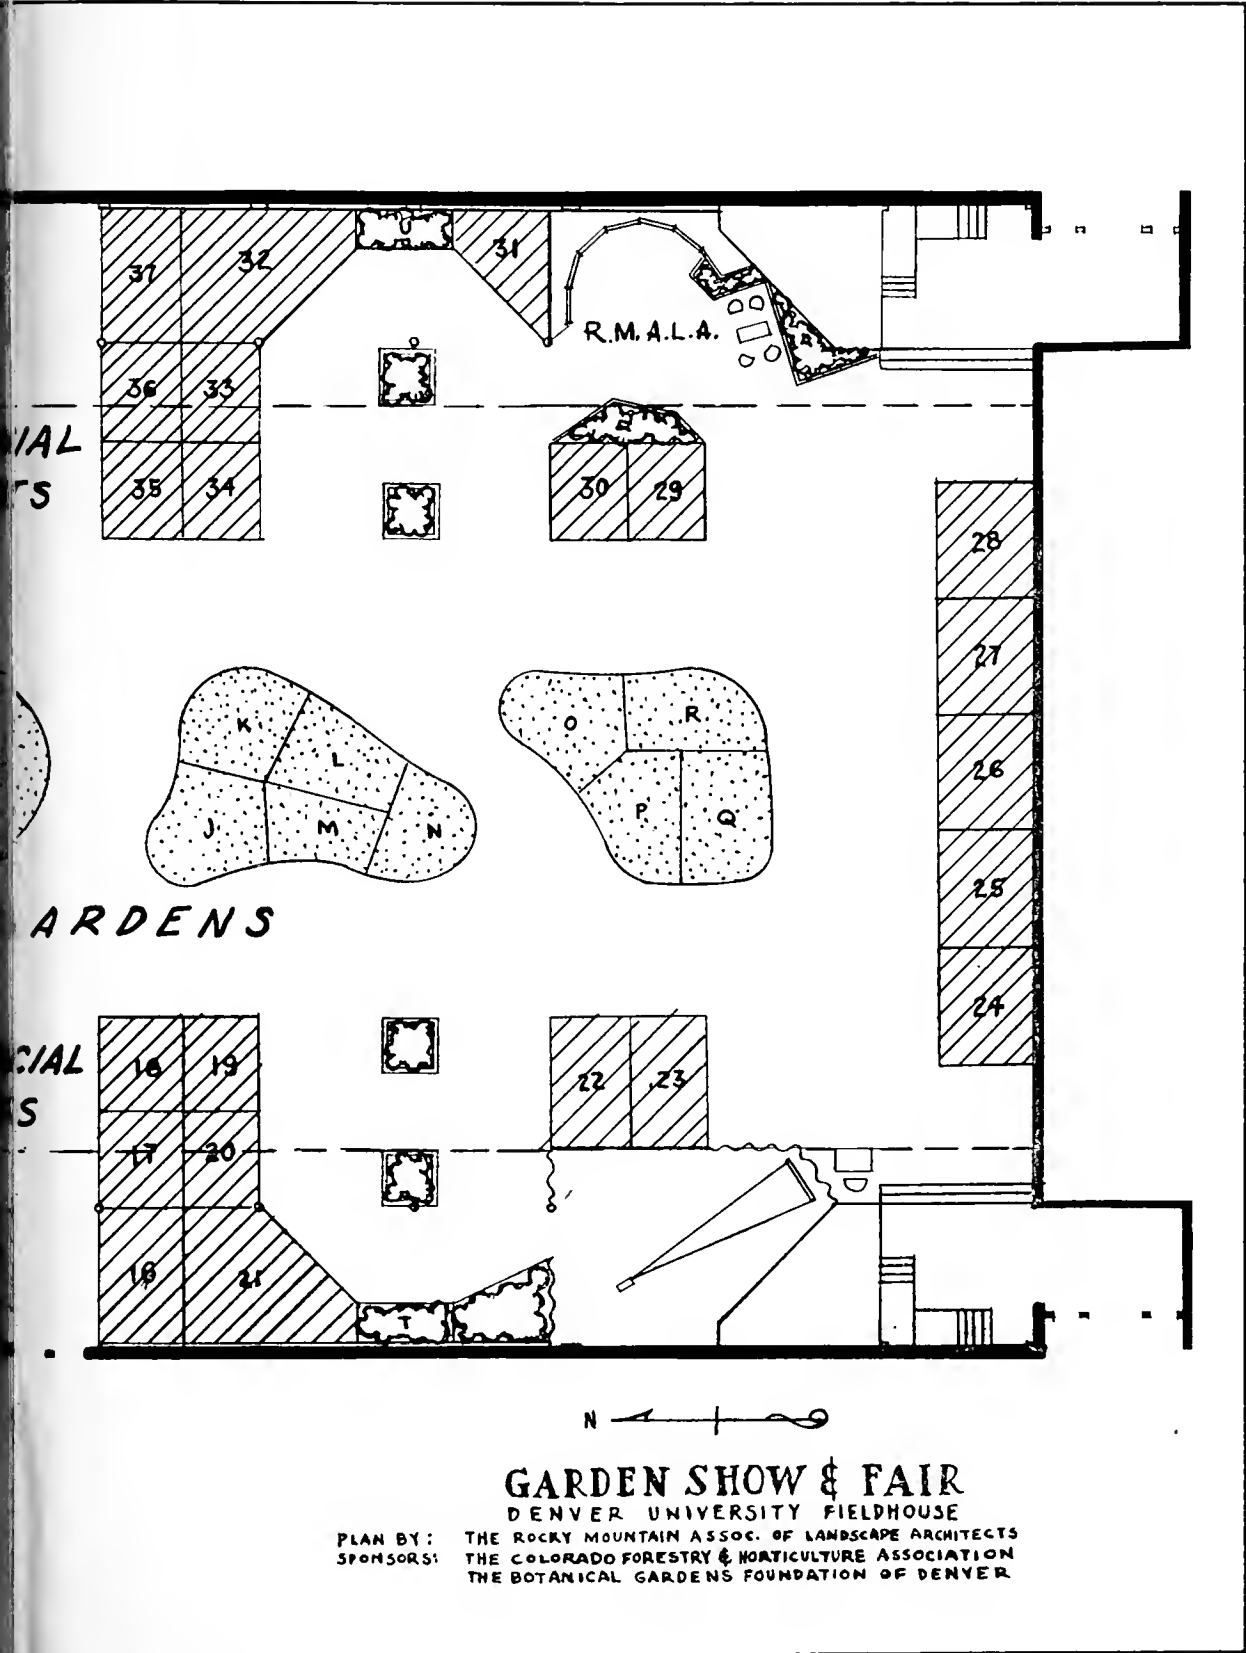 37
32
U
31
R.M.A.L.A.
36
33
35
34
30
29
28
27
26
25
24
K
L
J
M
N
O
R
P
Q
ARDENS
18
19
17
20
16
21
22
23
T
N
GARDEN SHOW & FAIR
DENVER UNIVERSITY FIELDHOUSE
PLAN BY: THE ROCKY MOUNTAIN ASSOC. OF LANDSCAPE ARCHITECTS
SPONSORS: THE COLORADO FORESTRY & HORTICULTURE ASSOCIATION
THE BOTANICAL GARDENS FOUNDATION OF DENVER